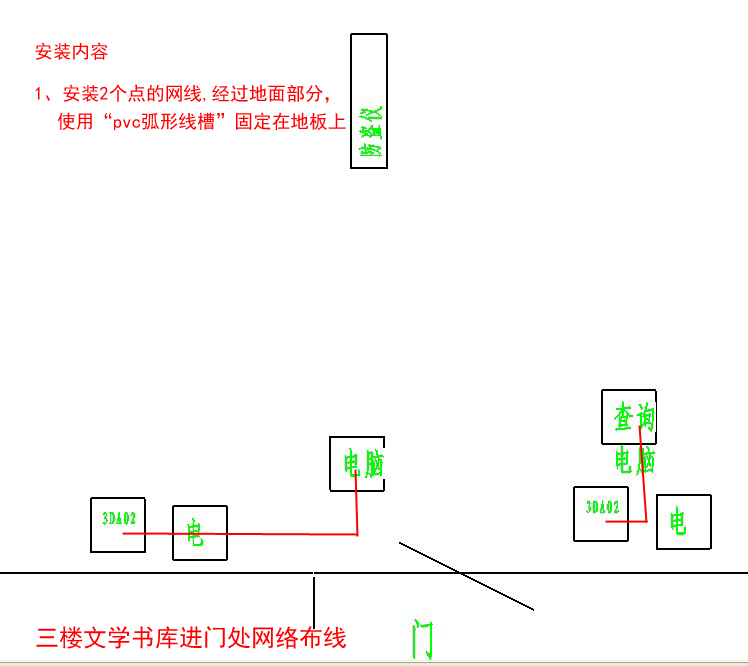 安装内容
1、安装2个点的网线,经过地面部分，
使用“pvc弧形线槽”固定在地板上
防盗仪
查询
电脑
电脑
3DA02
电
3DA02
电
三楼文学书库进门处网络布线
门